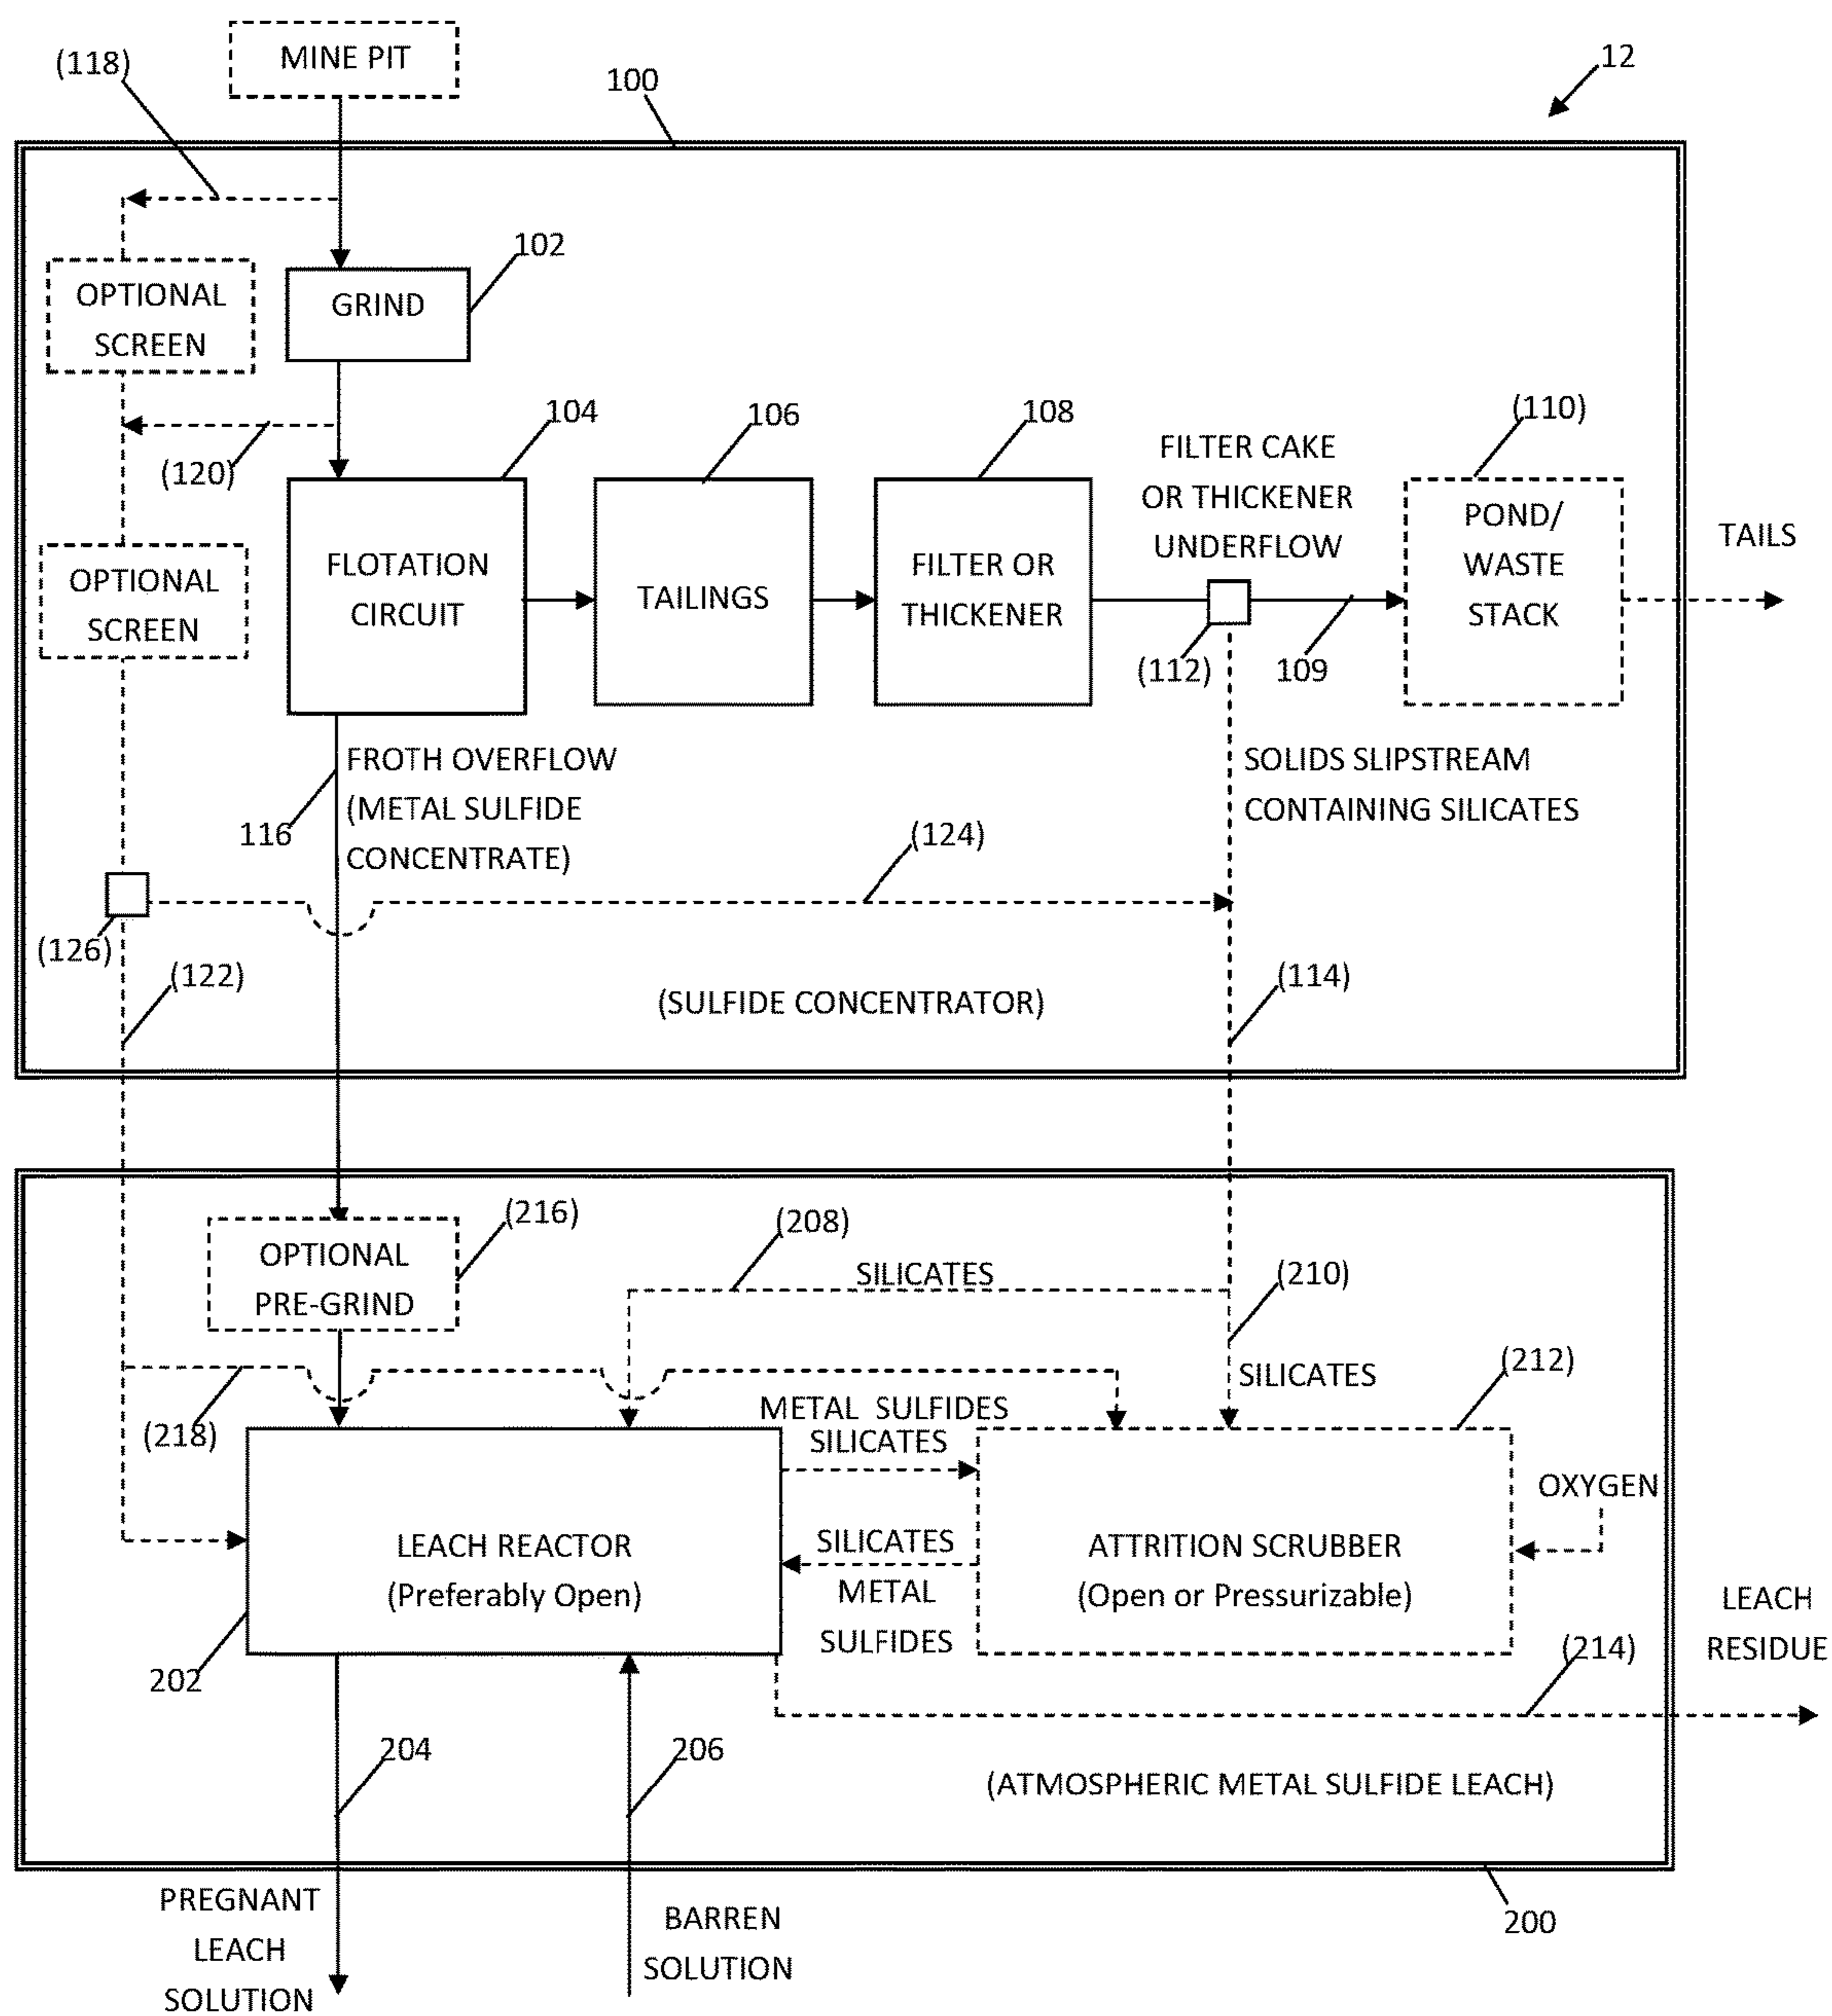 MINE PIT
(118)
12
100
102
OPTIONAL
SCREEN
GRIND
104
106
108
(110)
(120)
FILTER CAKE
OR THICKENER
UNDERFLOW
POND/
WASTE
STACK
TAILS
OPTIONAL
SCREEN
FLOTATION
CIRCUIT
TAILINGS
FILTER OR
THICKENER
(112)
109
FROTH OVERFLOW
(METAL SULFIDE
CONCENTRATE)
116
SOLIDS SLIPSTREAM
CONTAINING SILICATES
(124)
(126)
(122)
(SULFIDE CONCENTRATOR)
(114)
(216)
(208)
OPTIONAL
PRE-GRIND
SILICATES
(210)
SILICATES
(212)
(218)
METAL SULFIDES
SILICATES
OXYGEN
LEACH REACTOR
(Preferably Open)
SILICATES
METAL
SULFIDES
ATTRITION SCRUBBER
(Open or Pressurizable)
LEACH
RESIDUE
(214)
202
204
206
(ATMOSPHERIC METAL SULFIDE LEACH)
PREGNANT
LEACH
SOLUTION
BARREN
SOLUTION
200